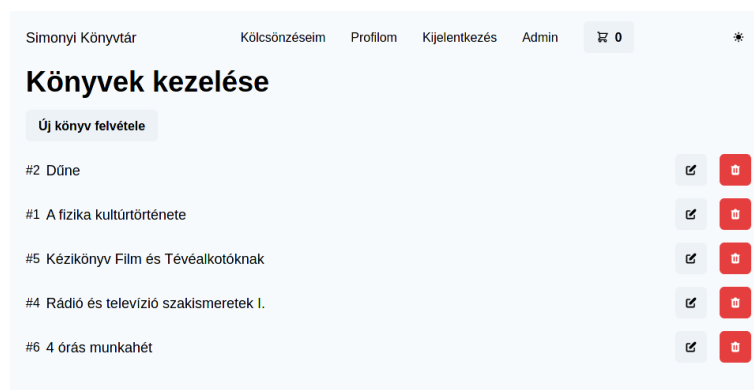 Simonyi Könyvtár Kölcsönzéseim Profilom Kijelentkezés Admin 0
Könyvek kezelése
Új könyv felvétele
#2 Dűne
#1 A fizika kultúrtörténete
#5 Kézikönyv Film és Tévéalkotóknak
#4 Rádió és televízió szakismeretek I.
#6 4 órás munkahét